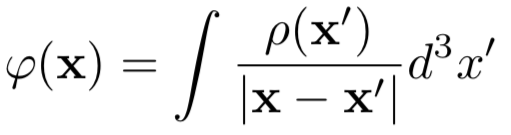 φ(𝐱) = ∫ ρ(𝐱′) / |𝐱 − 𝐱′| d³x′